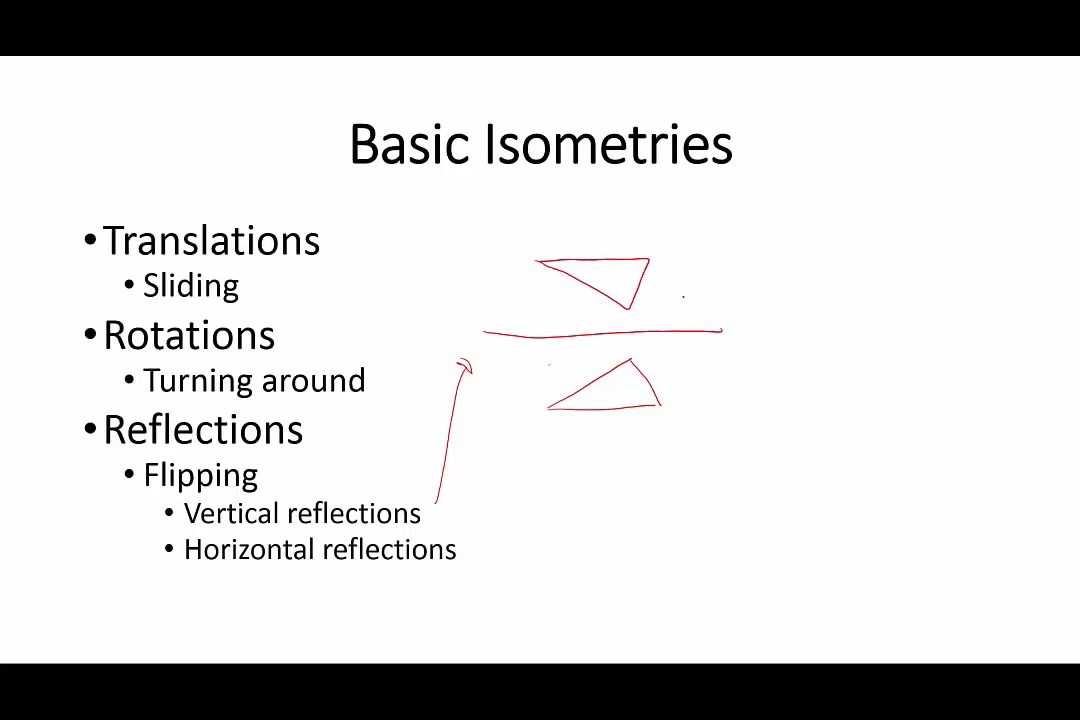 Basic Isometries
• Translations
• Sliding
• Rotations
• Turning around
• Reflections
• Flipping
• Vertical reflections
• Horizontal reflections